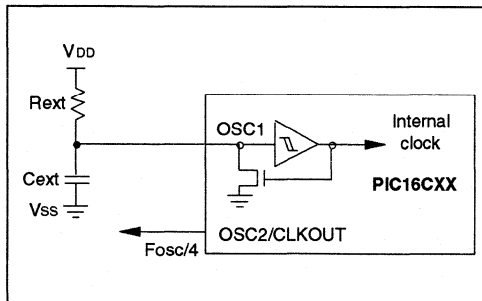 VDD
Rext
OSC1
Internal
clock
Cext
PIC16CXX
VSS
OSC2/CLKOUT
Fosc/4